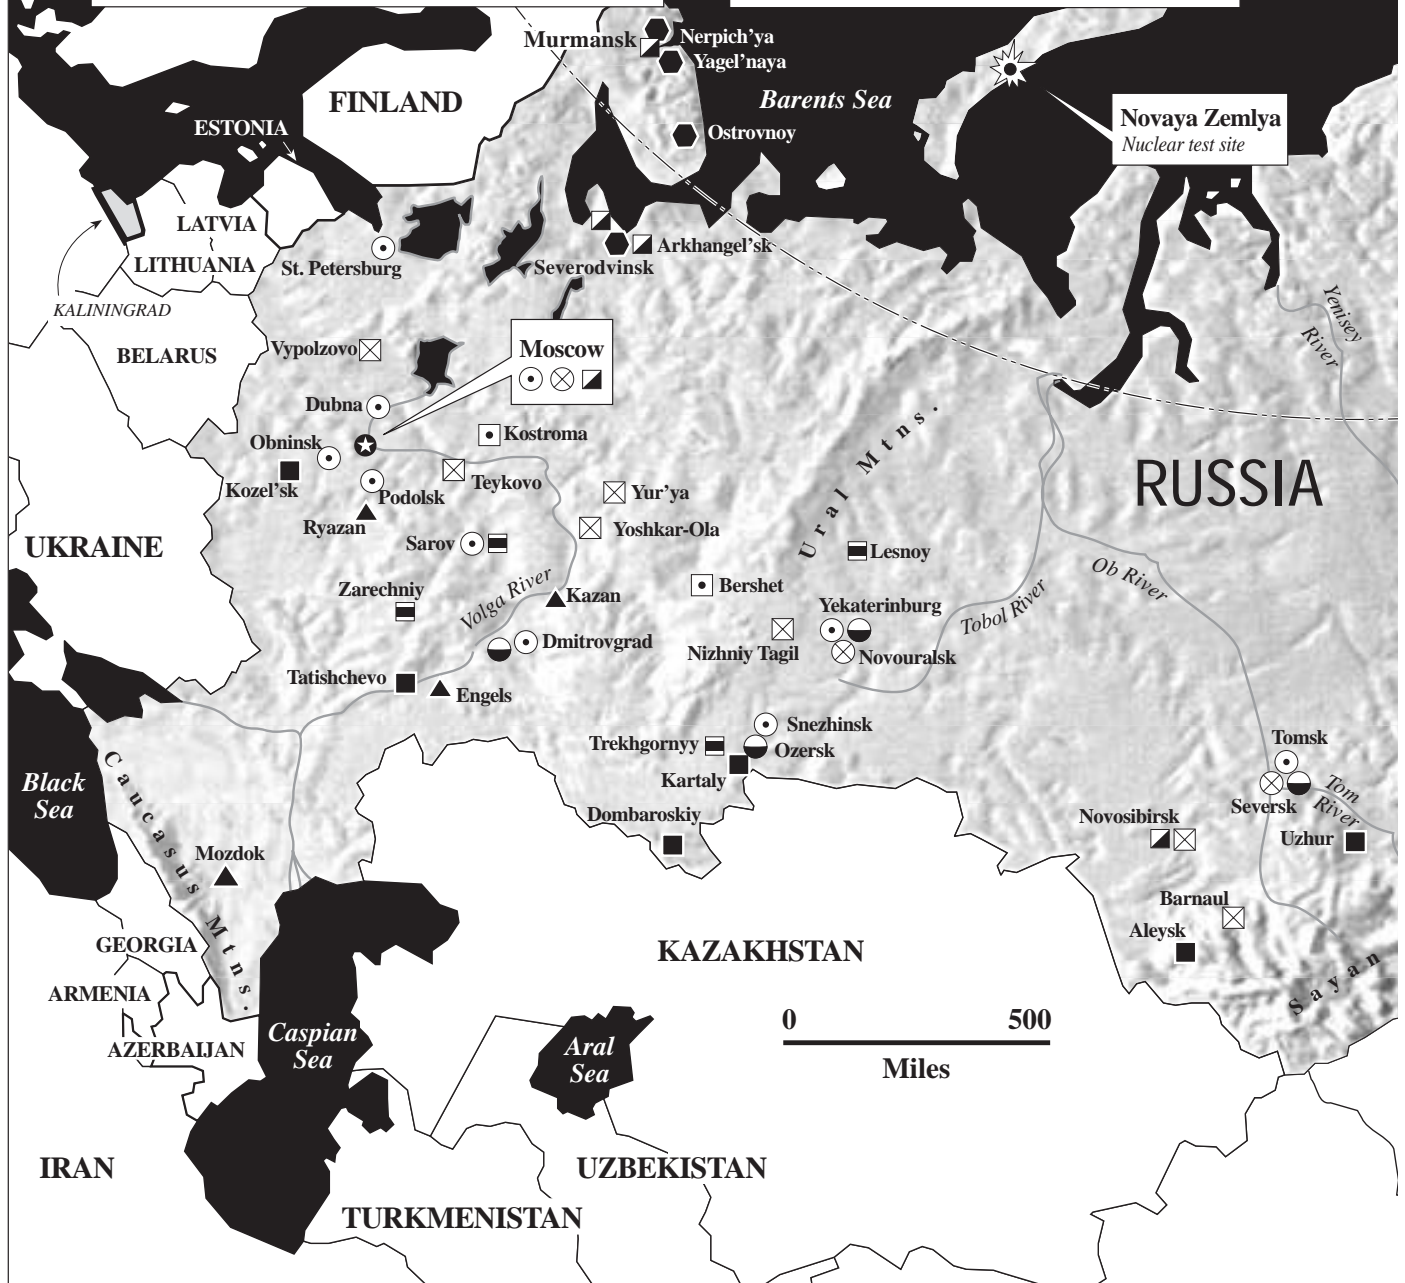 Murmansk
Nerpich'ya
Yagel'naya
FINLAND
Barents Sea
Novaya Zemlya
Nuclear test site
ESTONIA
Ostrovnoy
LATVIA
LITHUANIA
St. Petersburg
Arkhangel'sk
Severodvinsk
KALININGRAD
Yenisey
River
BELARUS
Vypolzovo
Moscow
Dubna
Kostroma
Ural Mtns.
Obninsk
Kozel'sk
Podolsk
Teykovo
RUSSIA
Yur'ya
Ryazan
Yoshkar-Ola
UKRAINE
Sarov
Lesnoy
Zarechniy
Volga River
Kazan
Bershet
Ob River
Tobol River
Yekaterinburg
Dmitrovgrad
Nizhniy Tagil
Novouralsk
Tatishchevo
Engels
Snezhinsk
Trekhgornyy
Ozersk
Kartaly
Tomsk
Black
Sea
Caucasus Mtns.
Seversk
Tom
River
Dombaroskiy
Novosibirsk
Uzhur
Mozdok
Barnaul
Aleysk
GEORGIA
KAZAKHSTAN
Sayan
ARMENIA
AZERBAIJAN
Caspian
Sea
Aral
Sea
0 500
Miles
IRAN
UZBEKISTAN
TURKMENISTAN